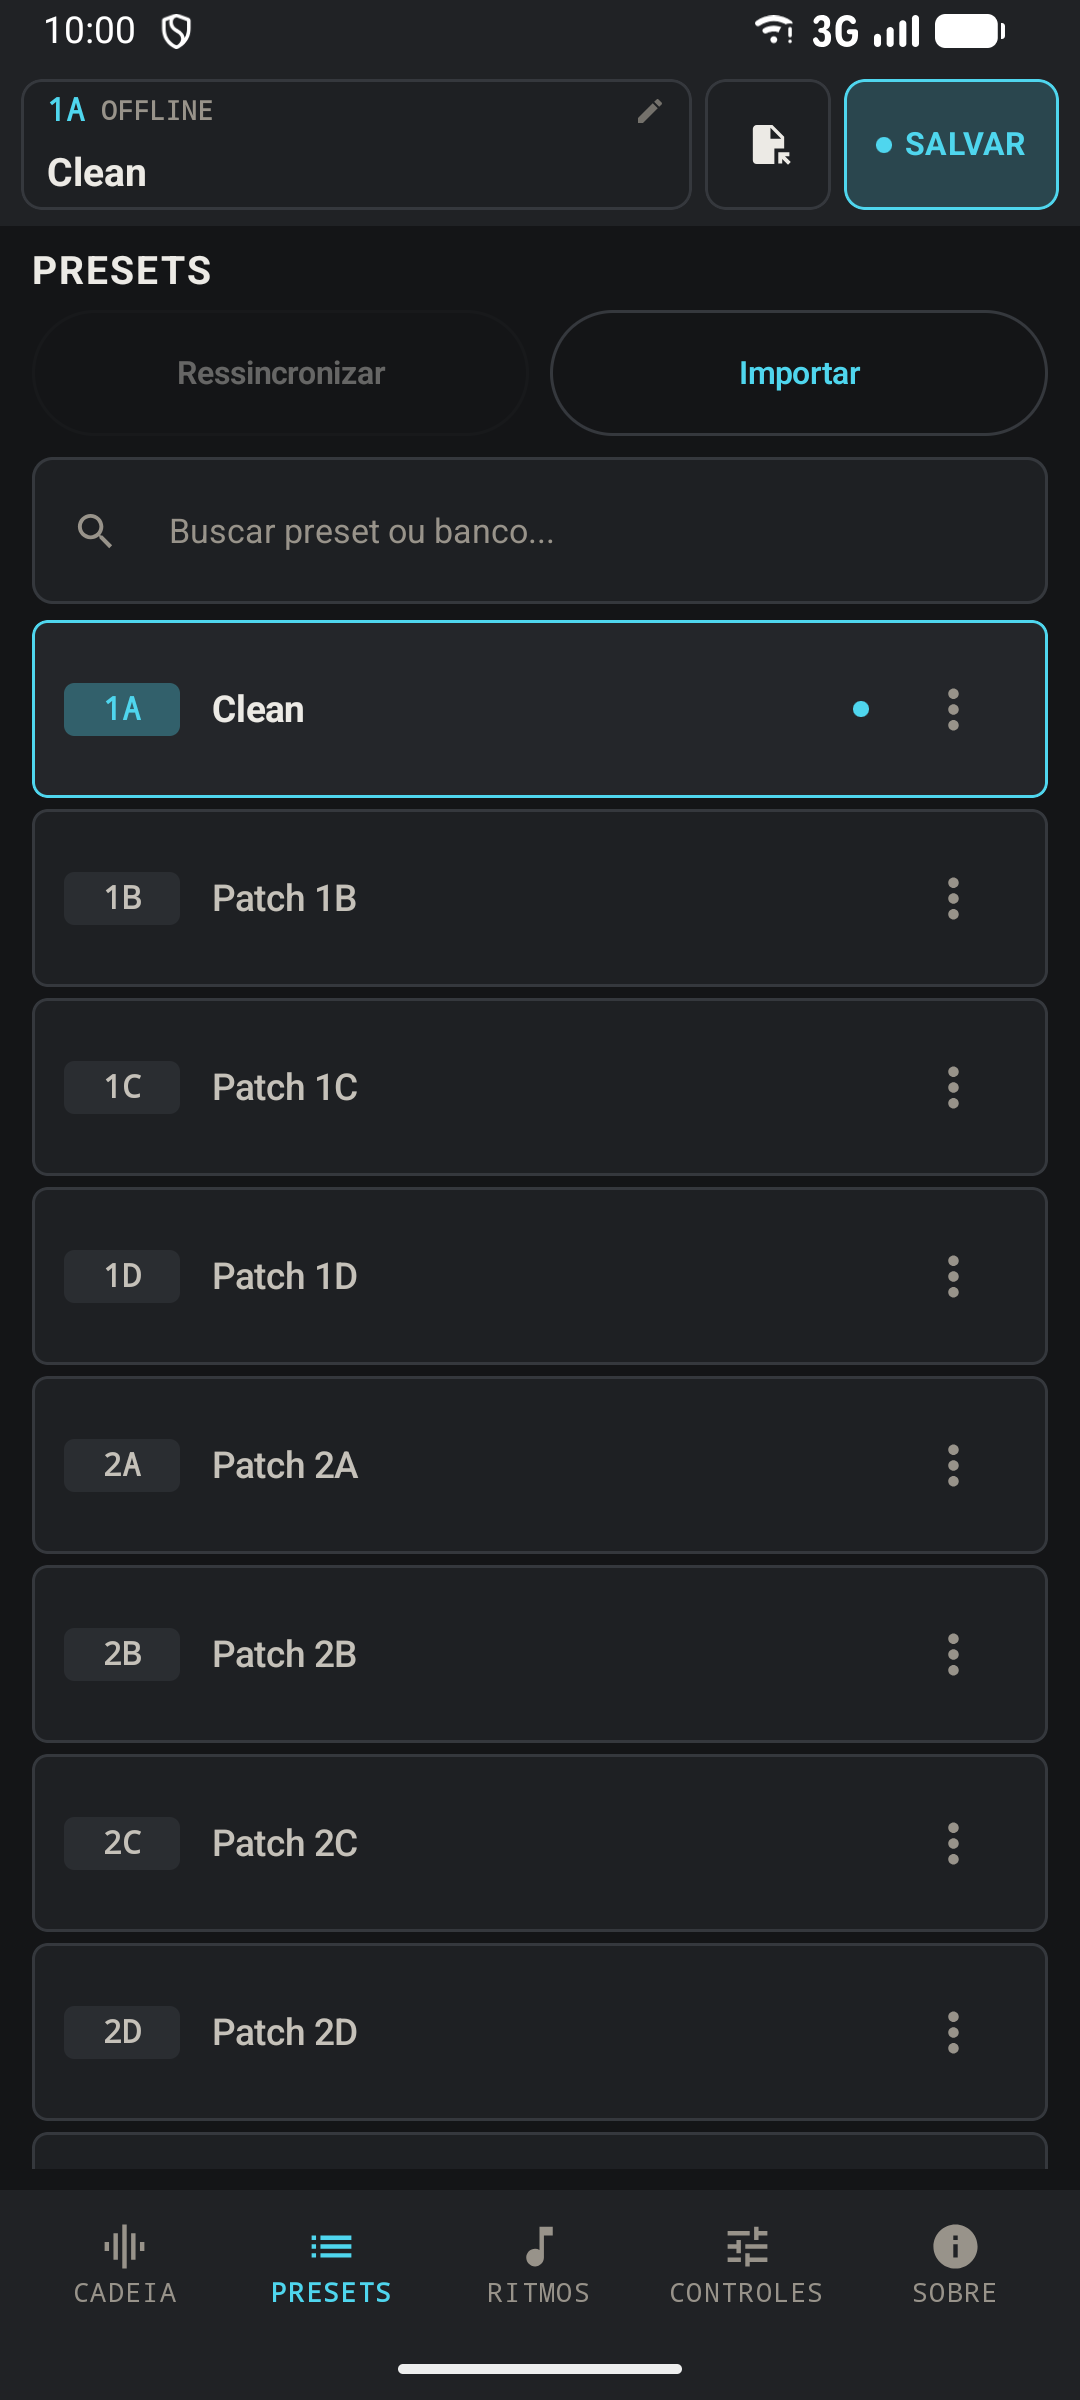 10:00
3G
1A OFFLINE
Clean
SALVAR
PRESETS
Ressincronizar
Importar
Buscar preset ou banco...
1A Clean
1B Patch 1B
1C Patch 1C
1D Patch 1D
2A Patch 2A
2B Patch 2B
2C Patch 2C
2D Patch 2D
CADEIA PRESETS RITMOS CONTROLES SOBRE